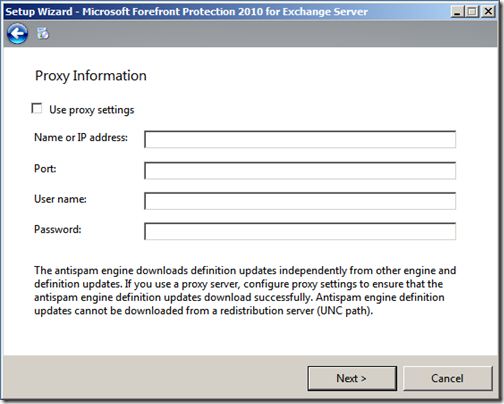 Setup Wizard - Microsoft Forefront Protection 2010 for Exchange Server
Proxy Information
Use proxy settings
Name or IP address:
Port:
User name:
Password:
The antispam engine downloads definition updates independently from other engine and
definition updates. If you use a proxy server, configure proxy settings to ensure that the
antispam engine definition updates download successfully. Antispam engine definition
updates cannot be downloaded from a redistribution server (UNC path).
Next >
Cancel